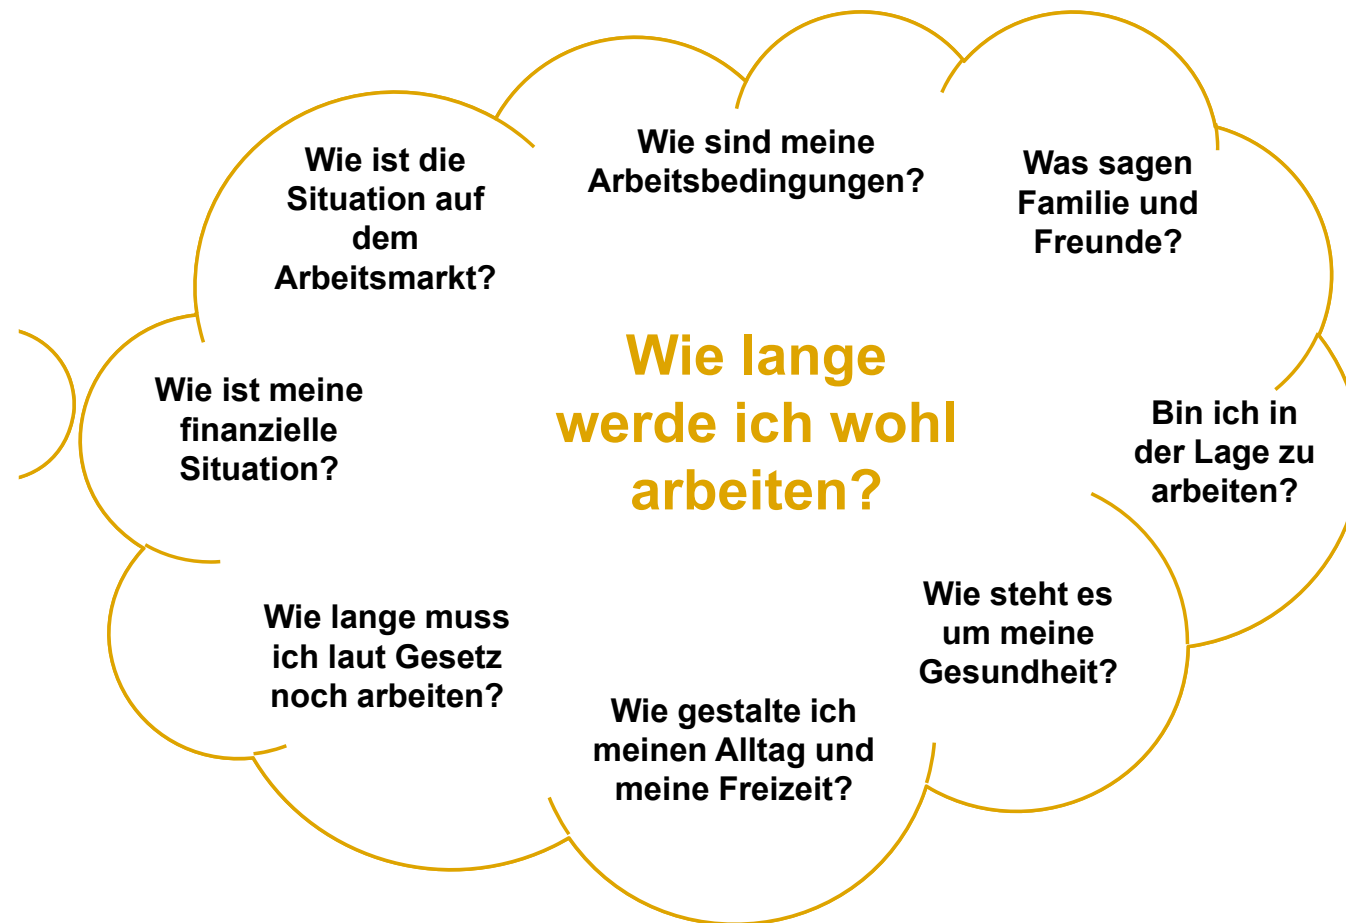 Wie ist die
Situation auf
dem
Arbeitsmarkt?
Wie sind meine
Arbeitsbedingungen?
Was sagen
Familie und
Freunde?
Wie lange
werde ich wohl
arbeiten?
Wie ist meine
finanzielle
Situation?
Bin ich in
der Lage zu
arbeiten?
Wie lange muss
ich laut Gesetz
noch arbeiten?
Wie gestalte ich
meinen Alltag und
meine Freizeit?
Wie steht es
um meine
Gesundheit?